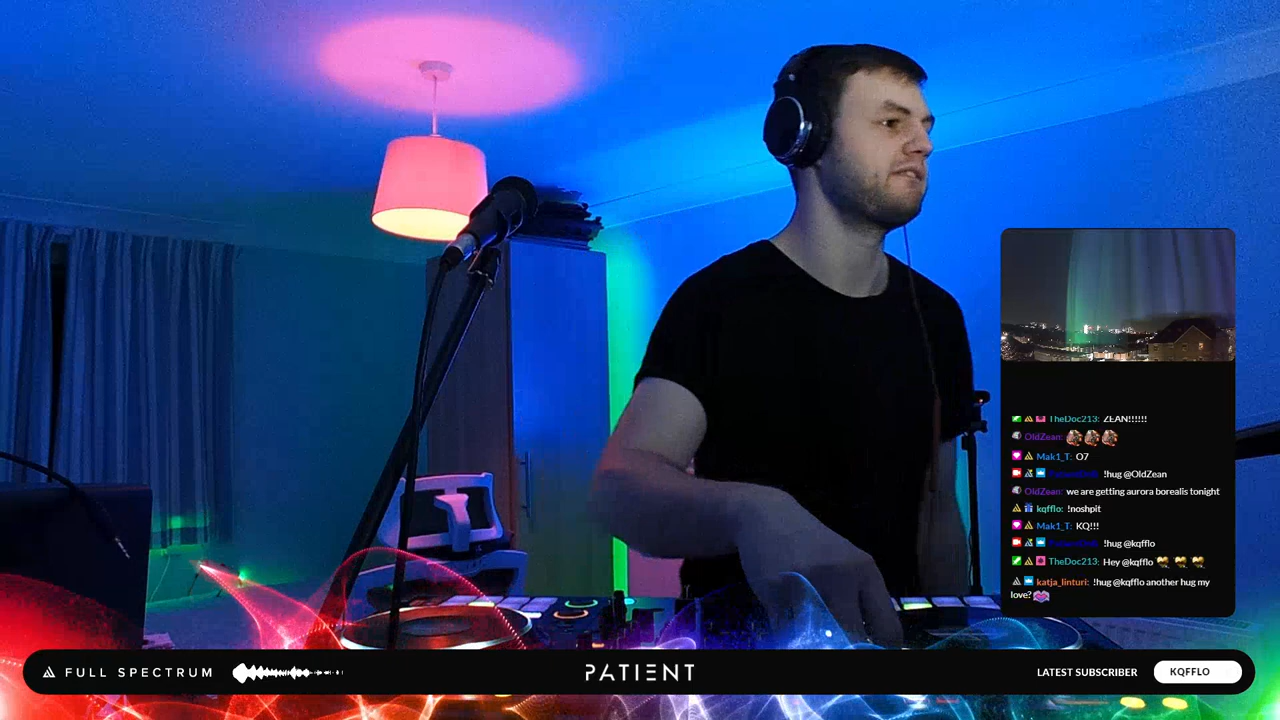 TheDoc213: ZEAN!!!!!!
OldZean:
Mak1_T: O7
!hug @OldZean
OldZean: we are getting aurora borealis tonight
kqfflo: !noshpit
Mak1_T: KQ!!!
!hug @kqfflo
TheDoc213: Hey @kqfflo
katja_linturi: !hug @kqfflo another hug my
love?
FULL SPECTRUM
PATIENT
LATEST SUBSCRIBER
KQFFLO